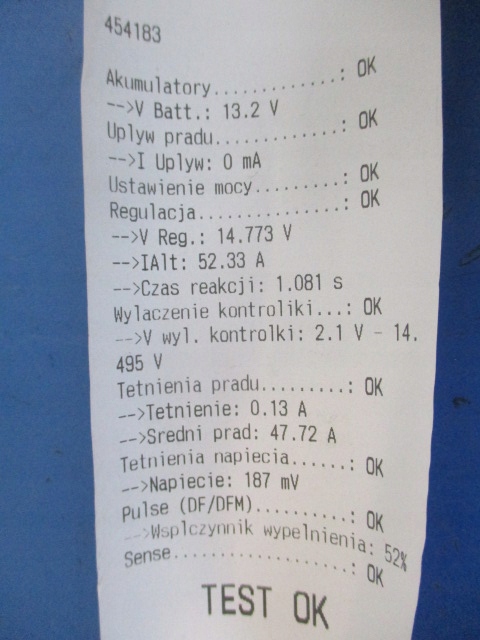 454183
Akumulatory............: OK
-->V Batt.: 13.2 V
Uplyw pradu............: OK
-->I Uplyw: 0 mA
Ustawienie mocy........: OK
Regulacja..............: OK
-->V Reg.: 14.773 V
-->IAlt: 52.33 A
-->Czas reakcji: 1.081 s
Wylaczenie kontroliki...: OK
-->V wyl. kontrolki: 2.1 V - 14.
495 V
Tetnienia pradu.........: OK
-->Tetnienie: 0.13 A
-->Sredni prad: 47.72 A
Tetnienia napiecia......: OK
-->Napiecie: 187 mV
Pulse (DF/DFM)..........: OK
-->Wsplczynnik wypelnienia: 52%
Sense...................: OK
TEST OK